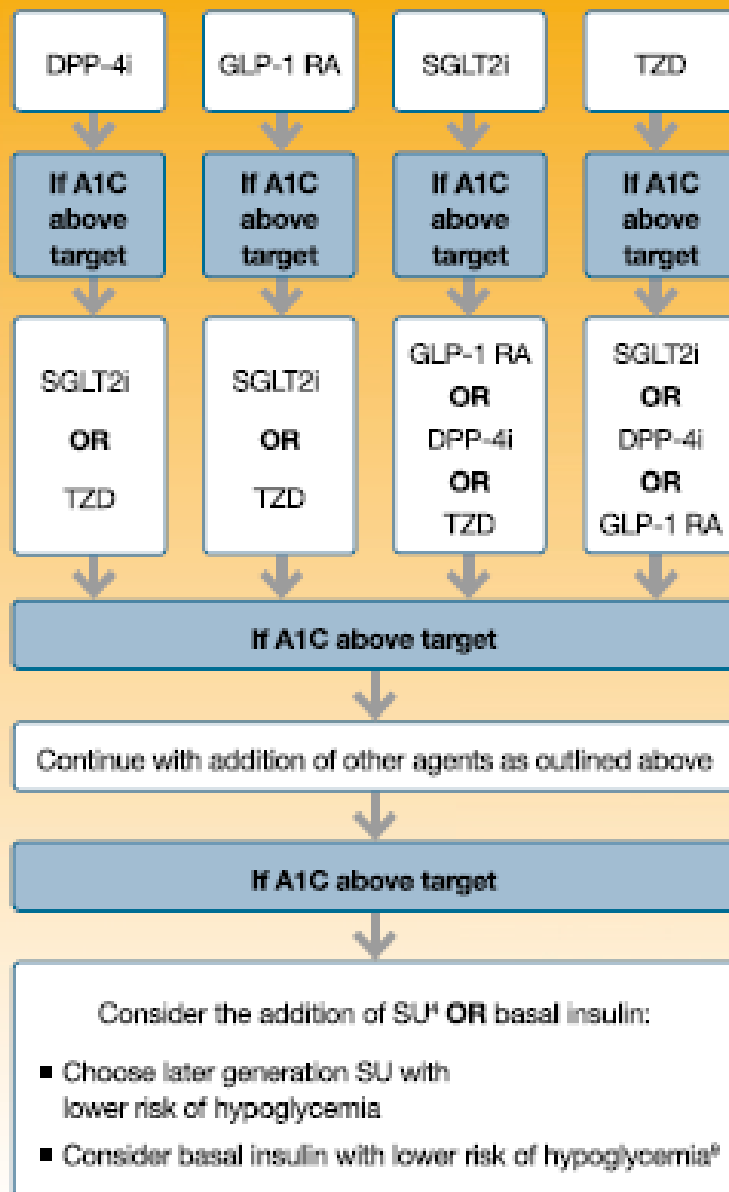 DPP-4i
GLP-1 RA
SGLT2i
TZD
If A1C
above
target
If A1C
above
target
If A1C
above
target
If A1C
above
target
SGLT2i
OR
TZD
SGLT2i
OR
TZD
GLP-1 RA
OR
DPP-4i
OR
TZD
SGLT2i
OR
DPP-4i
OR
GLP-1 RA
If A1C above target
Continue with addition of other agents as outlined above
If A1C above target
Consider the addition of SU OR basal insulin:
■ Choose later generation SU with
lower risk of hypoglycemia
■ Consider basal insulin with lower risk of hypoglycemia